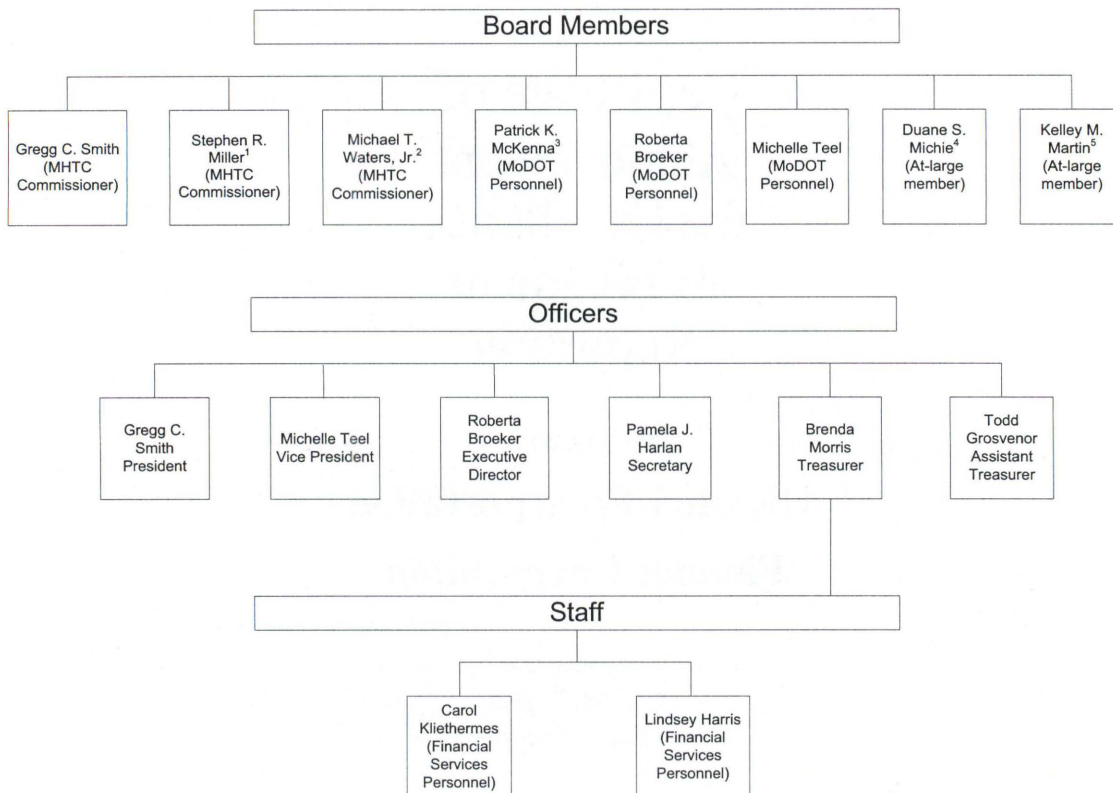 Board Members
Gregg C. Smith
(MHTC
Commissioner)
Stephen R.
Miller1
(MHTC
Commissioner)
Michael T.
Waters, Jr.2
(MHTC
Commissioner)
Patrick K.
McKenna3
(MoDOT
Personnel)
Roberta
Broeker
(MoDOT
Personnel)
Michelle Teel
(MoDOT
Personnel)
Duane S.
Michie4
(At-large
member)
Kelley M.
Martin5
(At-large
member)
Officers
Gregg C.
Smith
President
Michelle Teel
Vice President
Roberta
Broeker
Executive
Director
Pamela J.
Harlan
Secretary
Brenda
Morris
Treasurer
Todd
Grosvenor
Assistant
Treasurer
Staff
Carol
Kliethermes
(Financial
Services
Personnel)
Lindsey Harris
(Financial
Services
Personnel)